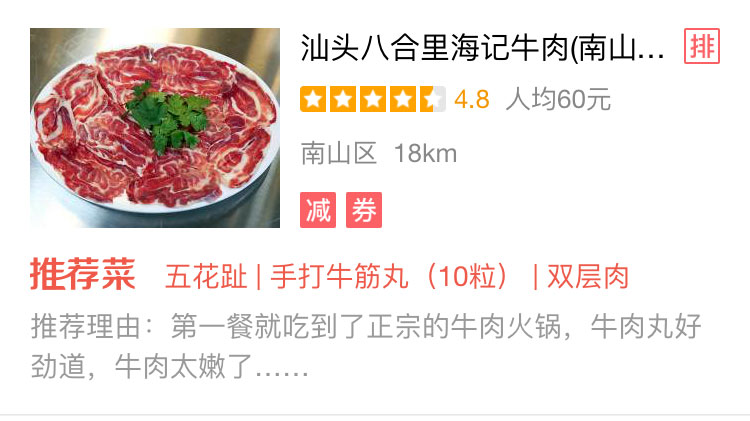 汕头八合里海记牛肉(南山... 排
4.8 人均60元
南山区 18km
减 券
推荐菜 五花趾 | 手打牛筋丸（10粒） | 双层肉
推荐理由：第一餐就吃到了正宗的牛肉火锅，牛肉丸好
劲道，牛肉太嫩了……